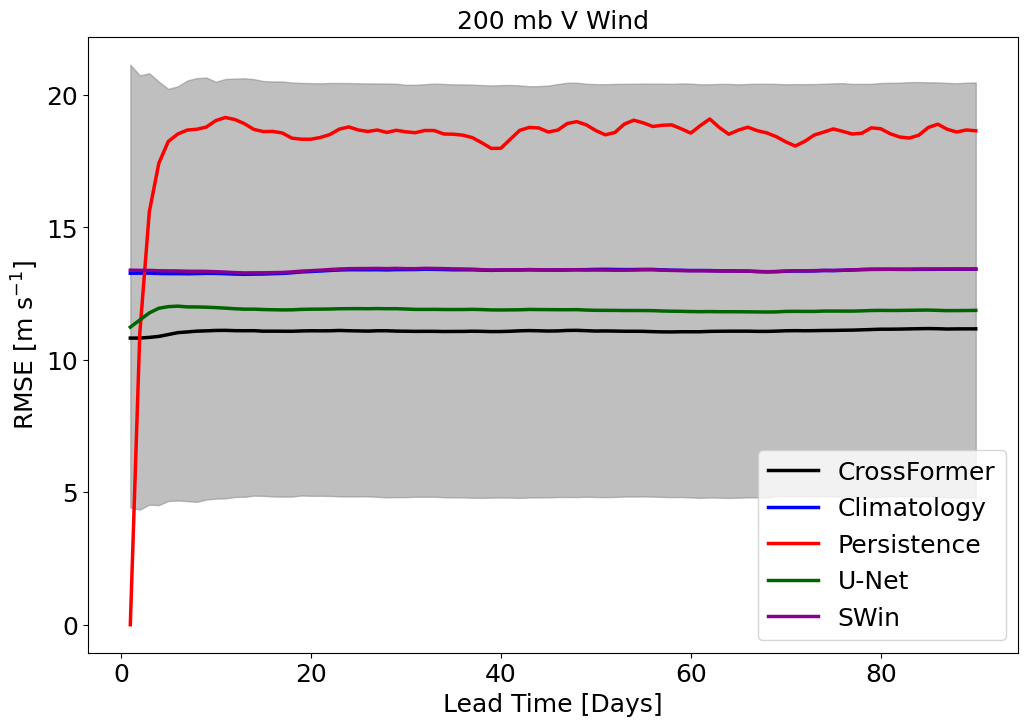 200 mb V Wind
RMSE [m s⁻¹]
20
15
10
5
0
0 20 40 60 80
Lead Time [Days]
CrossFormer
Climatology
Persistence
U-Net
SWin